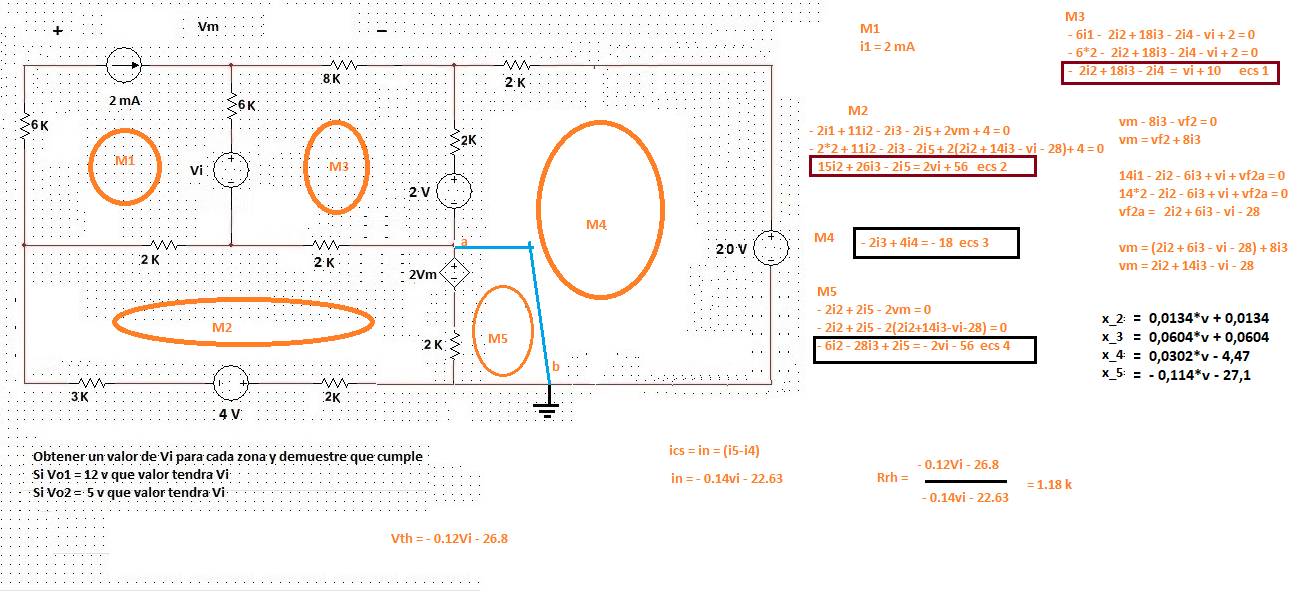 + Vm −
2 mA
8K
2 K
6K
6K
2K
M1
Vi
+
−
M3
2 V
+
−
M4
a
2 K
2 K
2Vm
+
−
20 V
+
−
M2
2 K
M5
b
3K
4 V
2K
Obtener un valor de Vi para cada zona y demuestre que cumple
Si Vo1 = 12 v que valor tendra Vi
Si Vo2 = 5 v que valor tendra Vi
Vth = - 0.12Vi - 26.8
ics = in = (i5-i4)
in = - 0.14vi - 22.63
Rrh =
- 0.12Vi - 26.8
- 0.14vi - 22.63
= 1.18 k
M1
i1 = 2 mA
M2
- 2i1 + 11i2 - 2i3 - 2i5 + 2vm + 4 = 0
- 2*2 + 11i2 - 2i3 - 2i5 + 2(2i2 + 14i3 - vi - 28)+ 4 = 0
15i2 + 26i3 - 2i5 = 2vi + 56 ecs 2
M4
- 2i3 + 4i4 = - 18 ecs 3
M5
- 2i2 + 2i5 - 2vm = 0
- 2i2 + 2i5 - 2(2i2+14i3-vi-28) = 0
- 6i2 - 28i3 + 2i5 = - 2vi - 56 ecs 4
M3
- 6i1 - 2i2 + 18i3 - 2i4 - vi + 2 = 0
- 6*2 - 2i2 + 18i3 - 2i4 - vi + 2 = 0
- 2i2 + 18i3 - 2i4 = vi + 10 ecs 1
vm - 8i3 - vf2 = 0
vm = vf2 + 8i3
14i1 - 2i2 - 6i3 + vi + vf2a = 0
14*2 - 2i2 - 6i3 + vi + vf2a = 0
vf2a = 2i2 + 6i3 - vi - 28
vm = (2i2 + 6i3 - vi - 28) + 8i3
vm = 2i2 + 14i3 - vi - 28
x_2 = 0,0134*v + 0,0134
x_3 = 0,0604*v + 0,0604
x_4 = 0,0302*v - 4,47
x_5 = - 0,114*v - 27,1